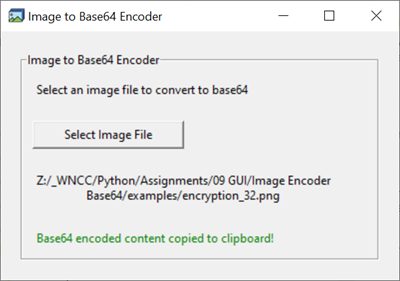 Image to Base64 Encoder
Image to Base64 Encoder
Select an image file to convert to base64
Select Image File
Z:/_WNCC/Python/Assignments/09 GUI/Image Encoder
Base64/examples/encryption_32.png
Base64 encoded content copied to clipboard!